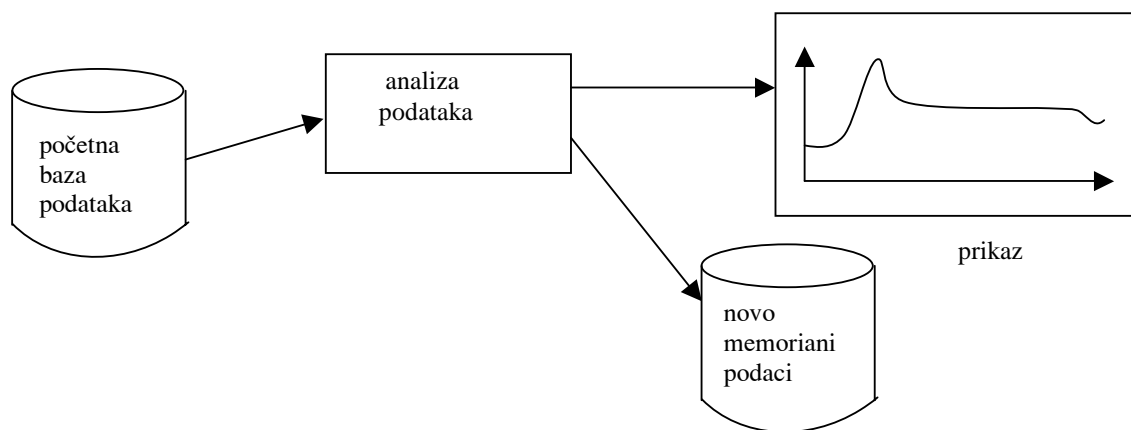 početna
baza
podataka
analiza
podataka
prikaz
novo
memoriani
podaci